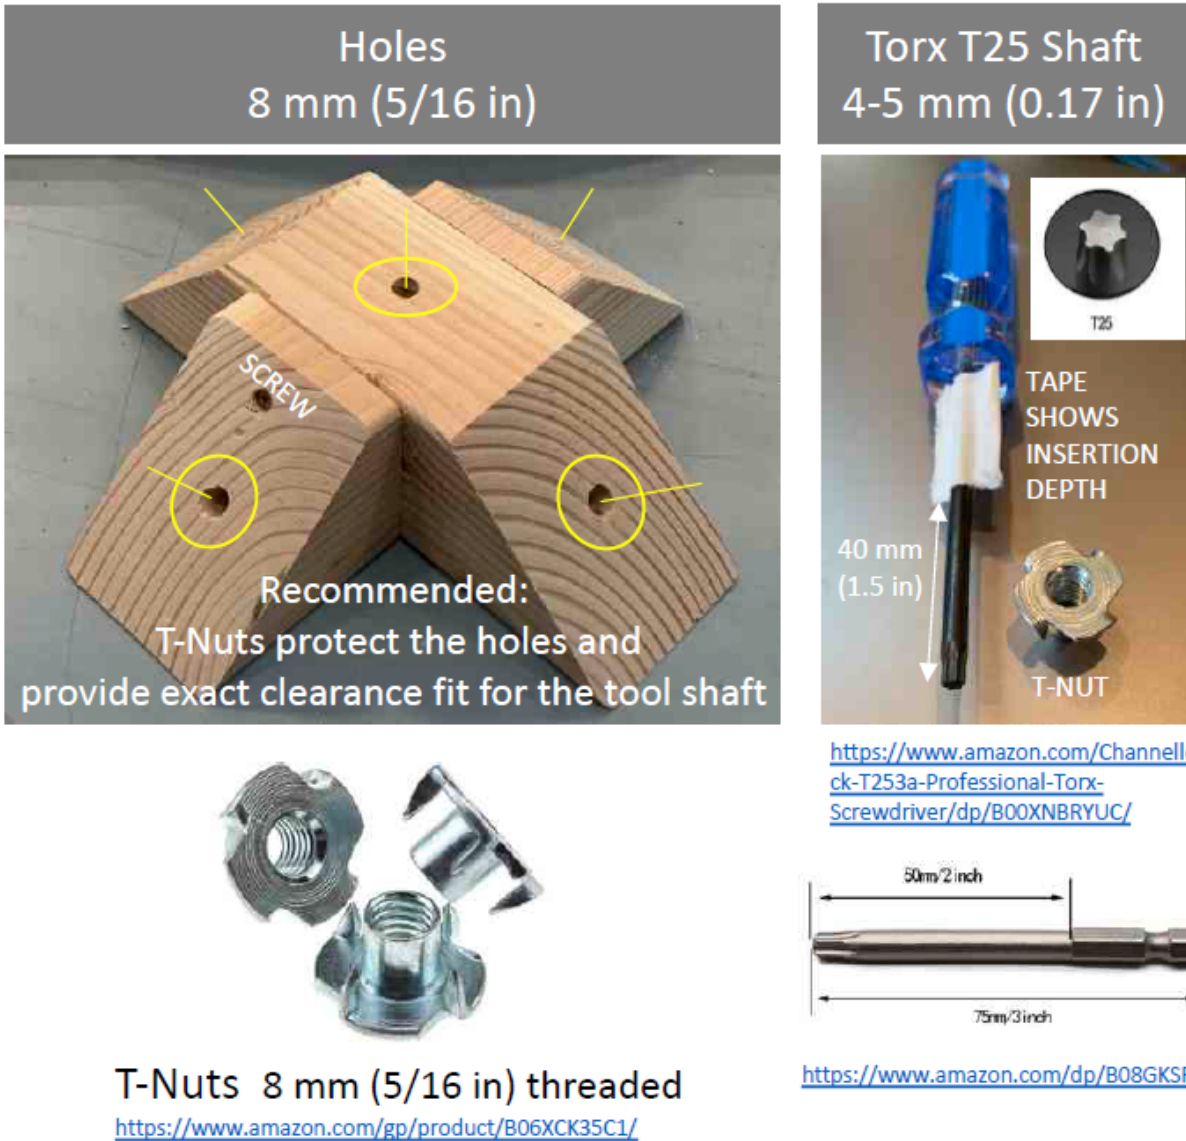 Holes
8 mm (5/16 in)
Torx T25 Shaft
4-5 mm (0.17 in)
SCREW
Recommended:
T-Nuts protect the holes and
provide exact clearance fit for the tool shaft
T25
TAPE
SHOWS
INSERTION
DEPTH
40 mm
(1.5 in)
T-NUT
T-Nuts 8 mm (5/16 in) threaded
https://www.amazon.com/gp/product/B06XCK35C1/
https://www.amazon.com/Channello
ck-T253a-Professional-Torx-
Screwdriver/dp/B00XNBRYUC/
50mm/2 inch
75mm/3 inch
https://www.amazon.com/dp/B08GKS